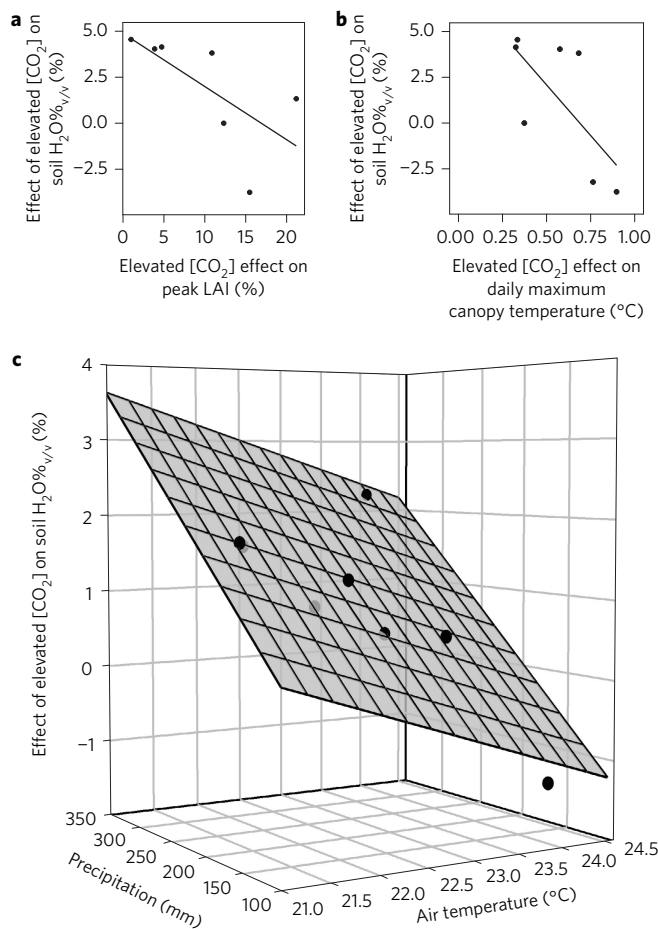 a
Effect of elevated [CO₂] on
soil H₂O%ᵥ/ᵥ (%)
5.0
2.5
0.0
−2.5
0
5
10
15
20
Elevated [CO₂] effect on
peak LAI (%)
b
Effect of elevated [CO₂] on
soil H₂O%ᵥ/ᵥ (%)
5.0
2.5
0.0
−2.5
0.00
0.25
0.50
0.75
1.00
Elevated [CO₂] effect on
daily maximum
canopy temperature (°C)
c
Effect of elevated [CO₂] on soil H₂O%ᵥ/ᵥ (%)
4
3
2
1
0
−1
350
300
250
200
150
100
Precipitation (mm)
21.0
21.5
22.0
22.5
23.0
23.5
24.0
24.5
Air temperature (°C)